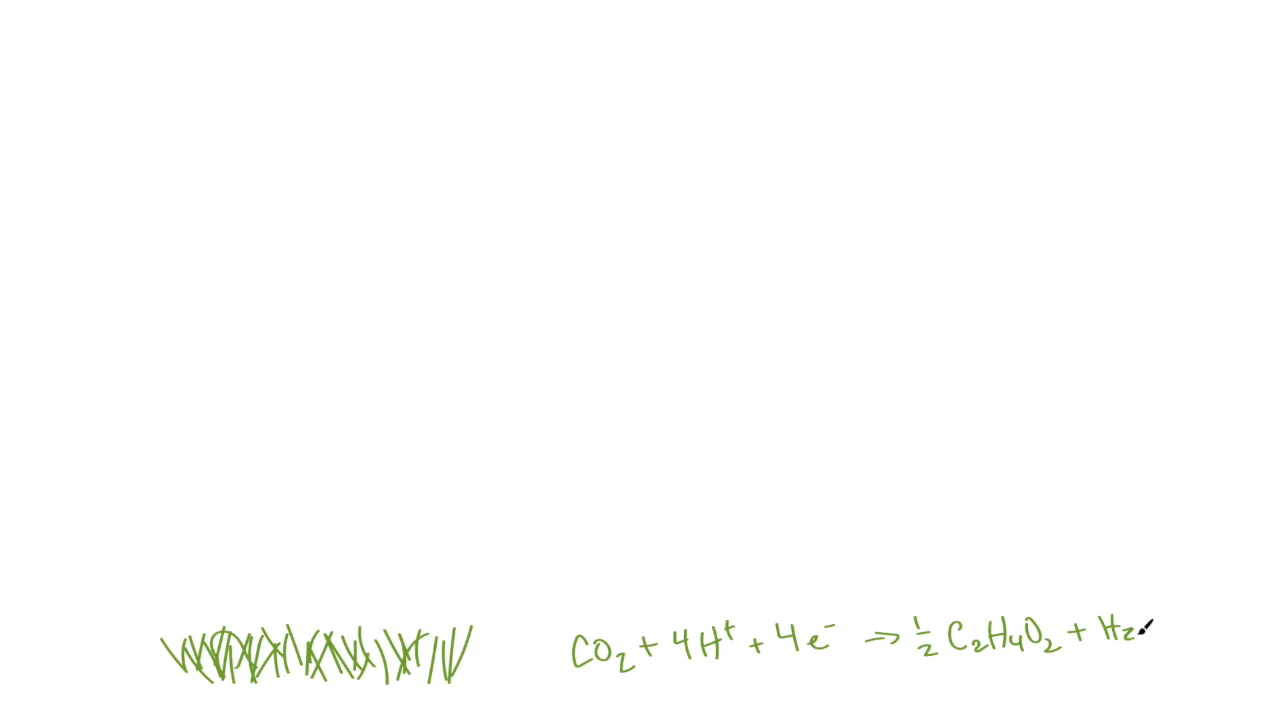 CO₂ + 4H⁺ + 4e⁻ → ½ C₂H₄O₂ + H₂